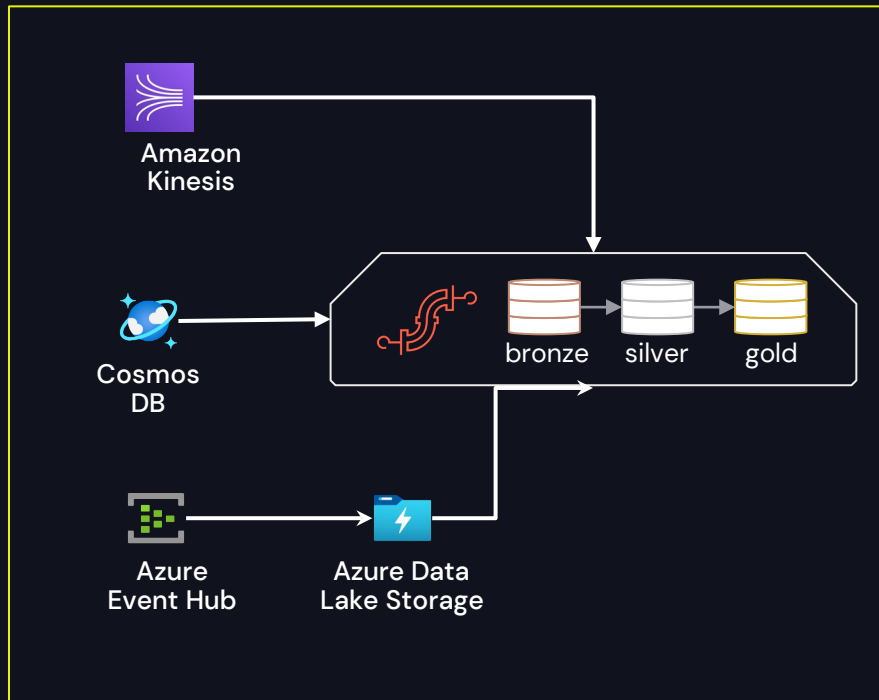 Amazon
Kinesis
Cosmos
DB
bronze
silver
gold
Azure
Event Hub
Azure Data
Lake Storage